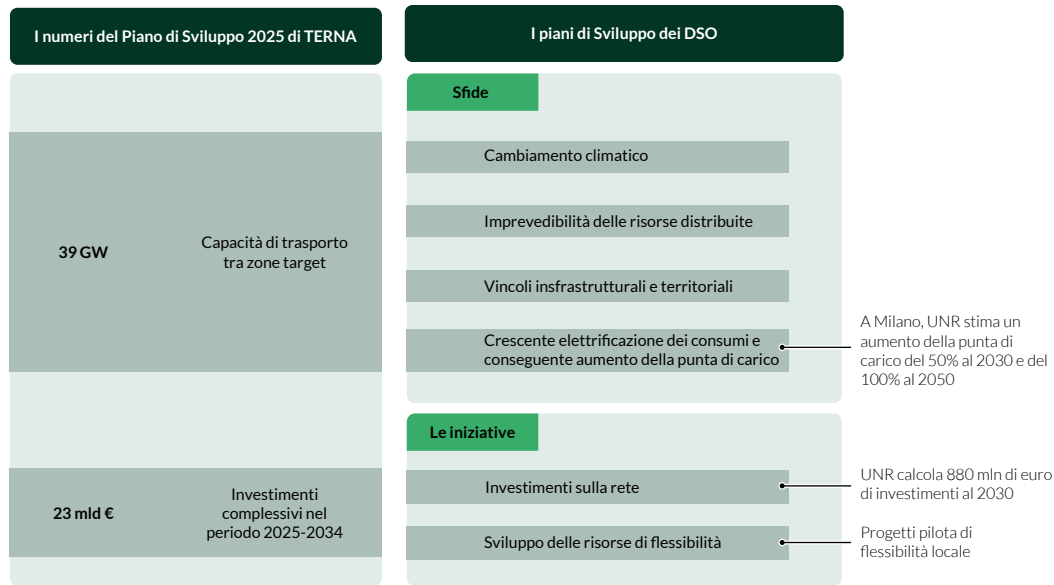 I numeri del Piano di Sviluppo 2025 di TERNA
39 GW
Capacità di trasporto
tra zone target
23 mld €
Investimenti
complessivi nel
periodo 2025-2034
I piani di Sviluppo dei DSO
Sfide
Cambiamento climatico
Imprevedibilità delle risorse distribuite
Vincoli insfrastrutturali e territoriali
Crescente elettrificazione dei consumi e
conseguente aumento della punta di carico
A Milano, UNR stima un
aumento della punta di
carico del 50% al 2030 e del
100% al 2050
Le iniziative
Investimenti sulla rete
UNR calcola 880 mln di euro
di investimenti al 2030
Sviluppo delle risorse di flessibilità
Progetti pilota di
flessibilità locale